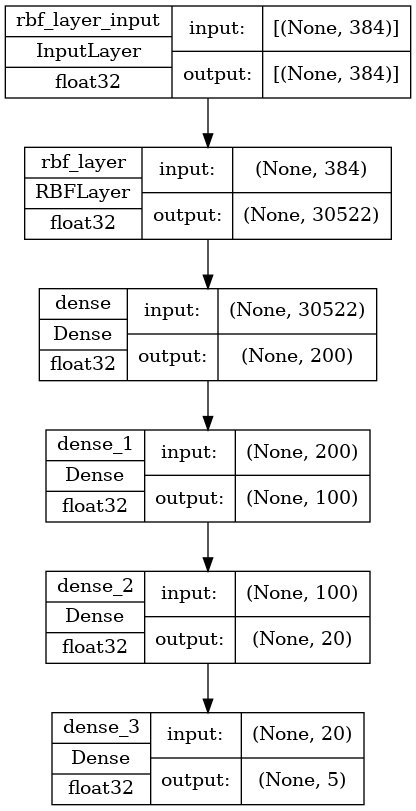 rbf_layer_input
InputLayer
float32
input: [(None, 384)]
output: [(None, 384)]
rbf_layer
RBFLayer
float32
input: (None, 384)
output: (None, 30522)
dense
Dense
float32
input: (None, 30522)
output: (None, 200)
dense_1
Dense
float32
input: (None, 200)
output: (None, 100)
dense_2
Dense
float32
input: (None, 100)
output: (None, 20)
dense_3
Dense
float32
input: (None, 20)
output: (None, 5)